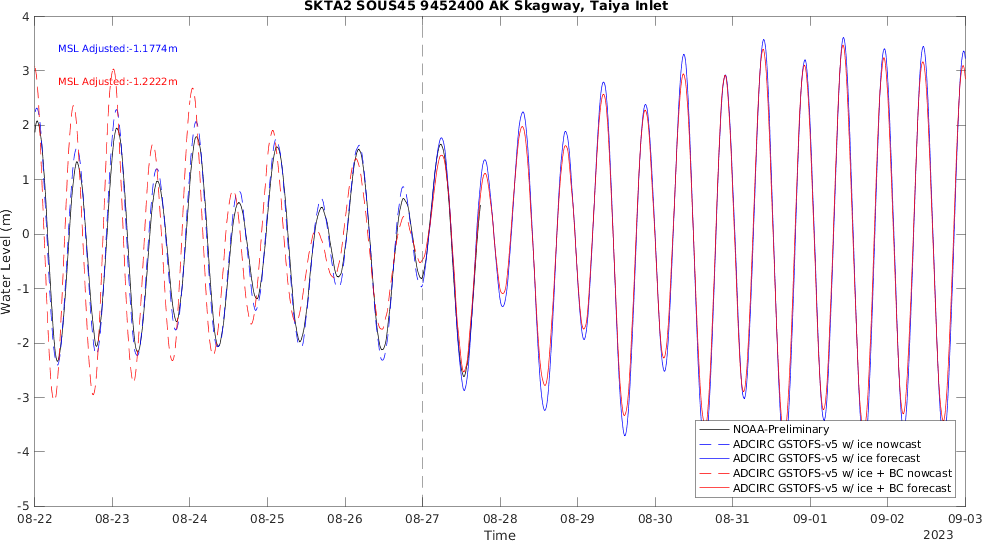 SKTA2 SOUS45 9452400 AK Skagway, Taiya Inlet
MSL Adjusted:-1.1774m
MSL Adjusted:-1.2222m
Water Level (m)
4
3
2
1
0
-1
-2
-3
-4
-5
NOAA-Preliminary
ADCIRC GSTOFS-v5 w/ ice nowcast
ADCIRC GSTOFS-v5 w/ ice forecast
ADCIRC GSTOFS-v5 w/ ice + BC nowcast
ADCIRC GSTOFS-v5 w/ ice + BC forecast
08-22 08-23 08-24 08-25 08-26 08-27 08-28 08-29 08-30 08-31 09-01 09-02 09-03
Time
2023